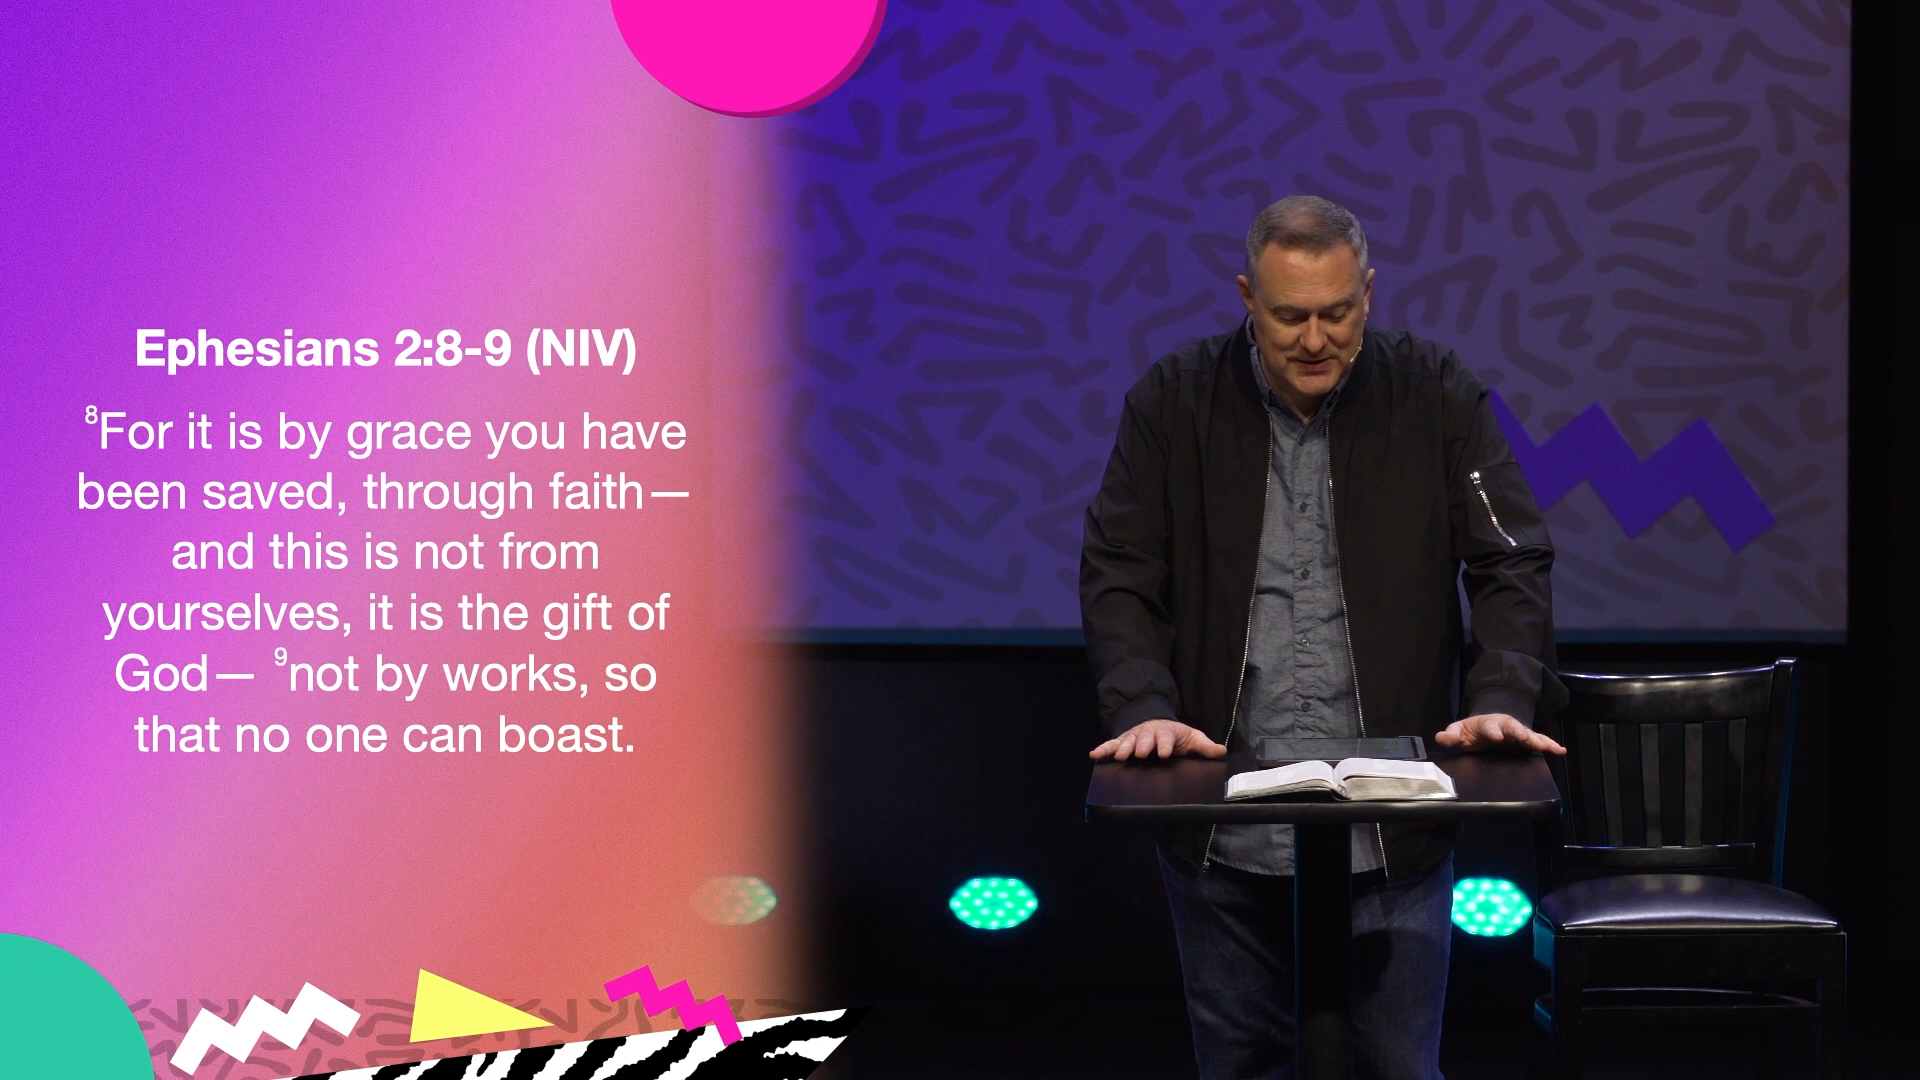 Ephesians 2:8-9 (NIV)
⁸For it is by grace you have
been saved, through faith—
and this is not from
yourselves, it is the gift of
God— ⁹not by works, so
that no one can boast.